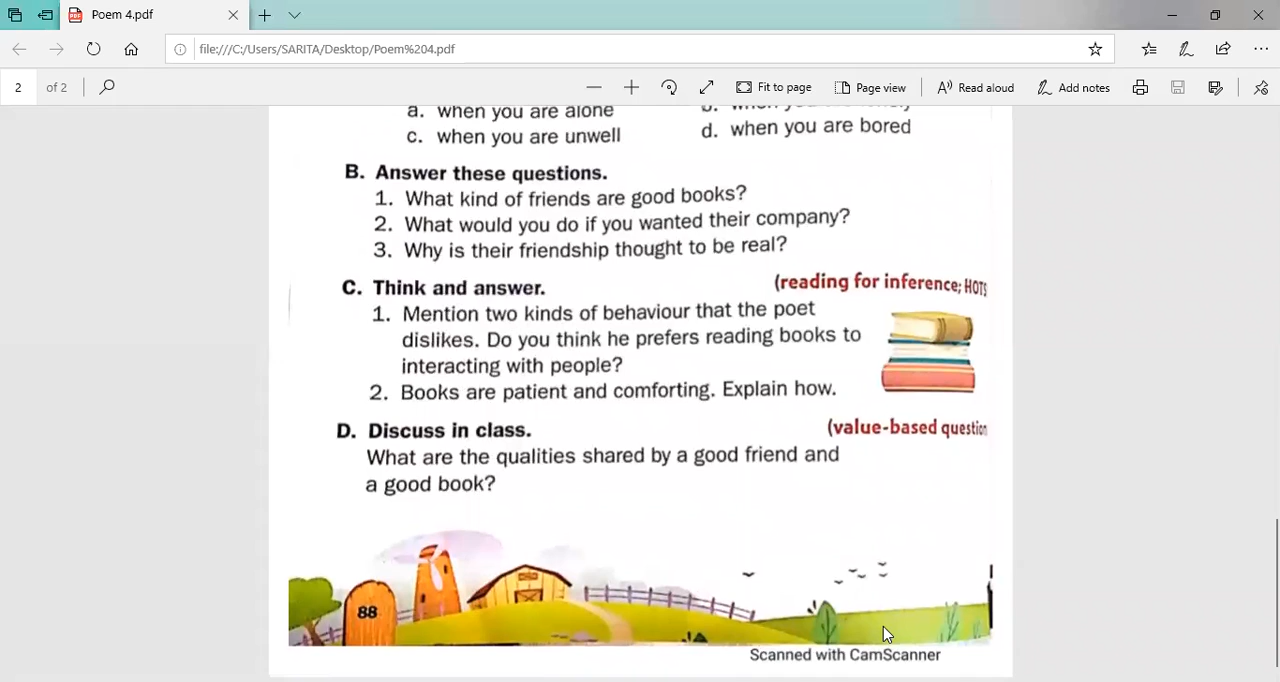 Poem 4.pdf
file:///C:/Users/SARITA/Desktop/Poem%204.pdf
2 of 2 Fit to page Page view Read aloud Add notes
a. when you are alone
c. when you are unwell d. when you are bored
B. Answer these questions.
1. What kind of friends are good books?
2. What would you do if you wanted their company?
3. Why is their friendship thought to be real?
C. Think and answer. (reading for inference; HOTS
1. Mention two kinds of behaviour that the poet
dislikes. Do you think he prefers reading books to
interacting with people?
2. Books are patient and comforting. Explain how.
D. Discuss in class. (value-based question
What are the qualities shared by a good friend and
a good book?
88
Scanned with CamScanner